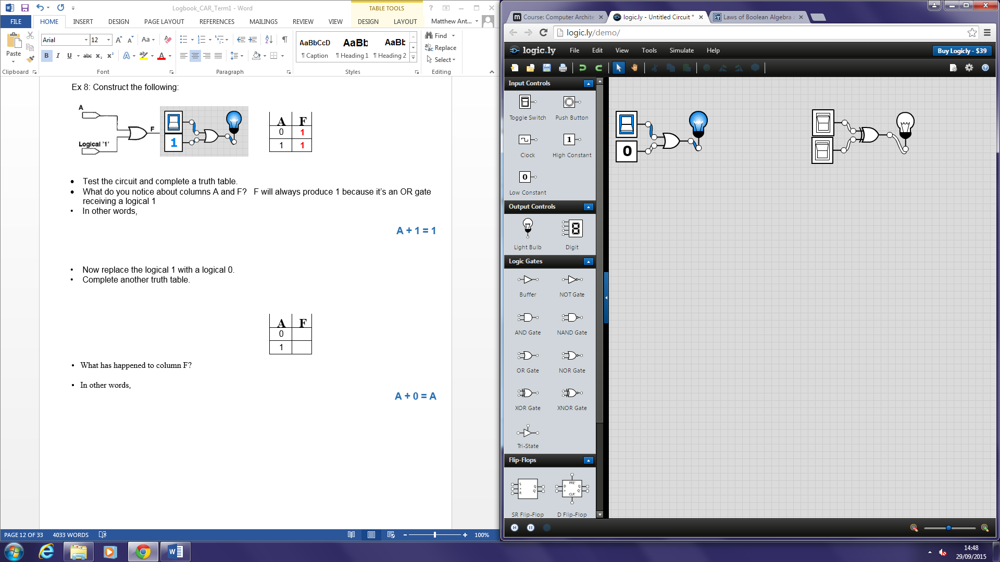 Logbook_CAR_Term1 - Word
TABLE TOOLS
FILE
HOME
INSERT
DESIGN
PAGE LAYOUT
REFERENCES
MAILINGS
REVIEW
VIEW
DESIGN
LAYOUT
Matthew Ant...
Paste
Arial
12
Aa
B I U abc x₂ x²
AaBbCcD
AaBb
AaBb
¶ Caption
¶ Heading 1
¶ Heading 2
Find
Replace
Select
Clipboard
Font
Paragraph
Styles
Editing
Ex 8: Construct the following:
A
F
Logical '1'
1
A F
0 1
1 1
• Test the circuit and complete a truth table.
• What do you notice about columns A and F? F will always produce 1 because it's an OR gate
receiving a logical 1
• In other words,
A + 1 = 1
• Now replace the logical 1 with a logical 0.
• Complete another truth table.
A F
0
1
• What has happened to column F?
• In other words,
A + 0 = A
PAGE 12 OF 33
4033 WORDS
100%
Course: Computer Archite
logic.ly - Untitled Circuit *
Laws of Boolean Algebra
logic.ly/demo/
logic.ly
File
Edit
View
Tools
Simulate
Help
Buy Logicly - $39
Input Controls
Toggle Switch
Push Button
1
Clock
High Constant
0
Low Constant
Output Controls
Light Bulb
Digit
Logic Gates
Buffer
NOT Gate
AND Gate
NAND Gate
OR Gate
NOR Gate
XOR Gate
XNOR Gate
Tri-State
Flip-Flops
S
>
R
Q
Q'
PRE'
D
>
Q
Q'
CLR'
SR Flip-Flop
D Flip-Flop
0
14:48
29/09/2015